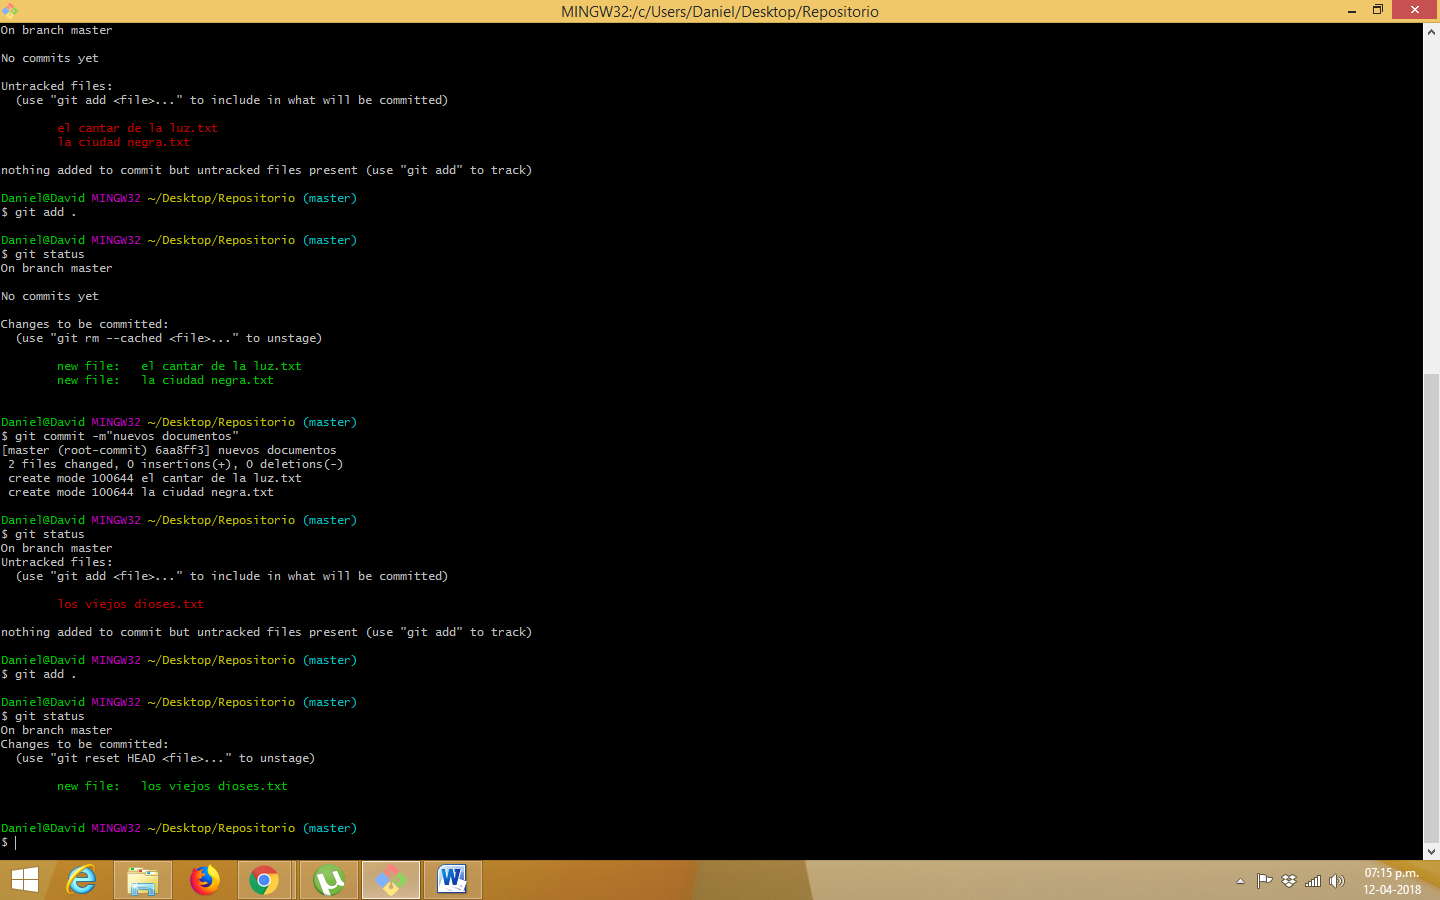 MINGW32:/c/Users/Daniel/Desktop/Repositorio
On branch master
No commits yet
Untracked files:
(use "git add <file>..." to include in what will be committed)
el cantar de la luz.txt
la ciudad negra.txt
nothing added to commit but untracked files present (use "git add" to track)
Daniel@David MINGW32 ~/Desktop/Repositorio (master)
$ git add .
Daniel@David MINGW32 ~/Desktop/Repositorio (master)
$ git status
On branch master
No commits yet
Changes to be committed:
(use "git rm --cached <file>..." to unstage)
new file:   el cantar de la luz.txt
new file:   la ciudad negra.txt
Daniel@David MINGW32 ~/Desktop/Repositorio (master)
$ git commit -m"nuevos documentos"
[master (root-commit) 6aa8ff3] nuevos documentos
2 files changed, 0 insertions(+), 0 deletions(-)
create mode 100644 el cantar de la luz.txt
create mode 100644 la ciudad negra.txt
Daniel@David MINGW32 ~/Desktop/Repositorio (master)
$ git status
On branch master
Untracked files:
(use "git add <file>..." to include in what will be committed)
los viejos dioses.txt
nothing added to commit but untracked files present (use "git add" to track)
Daniel@David MINGW32 ~/Desktop/Repositorio (master)
$ git add .
Daniel@David MINGW32 ~/Desktop/Repositorio (master)
$ git status
On branch master
Changes to be committed:
(use "git reset HEAD <file>..." to unstage)
new file:   los viejos dioses.txt
Daniel@David MINGW32 ~/Desktop/Repositorio (master)
$
07:15 p.m.
12-04-2018